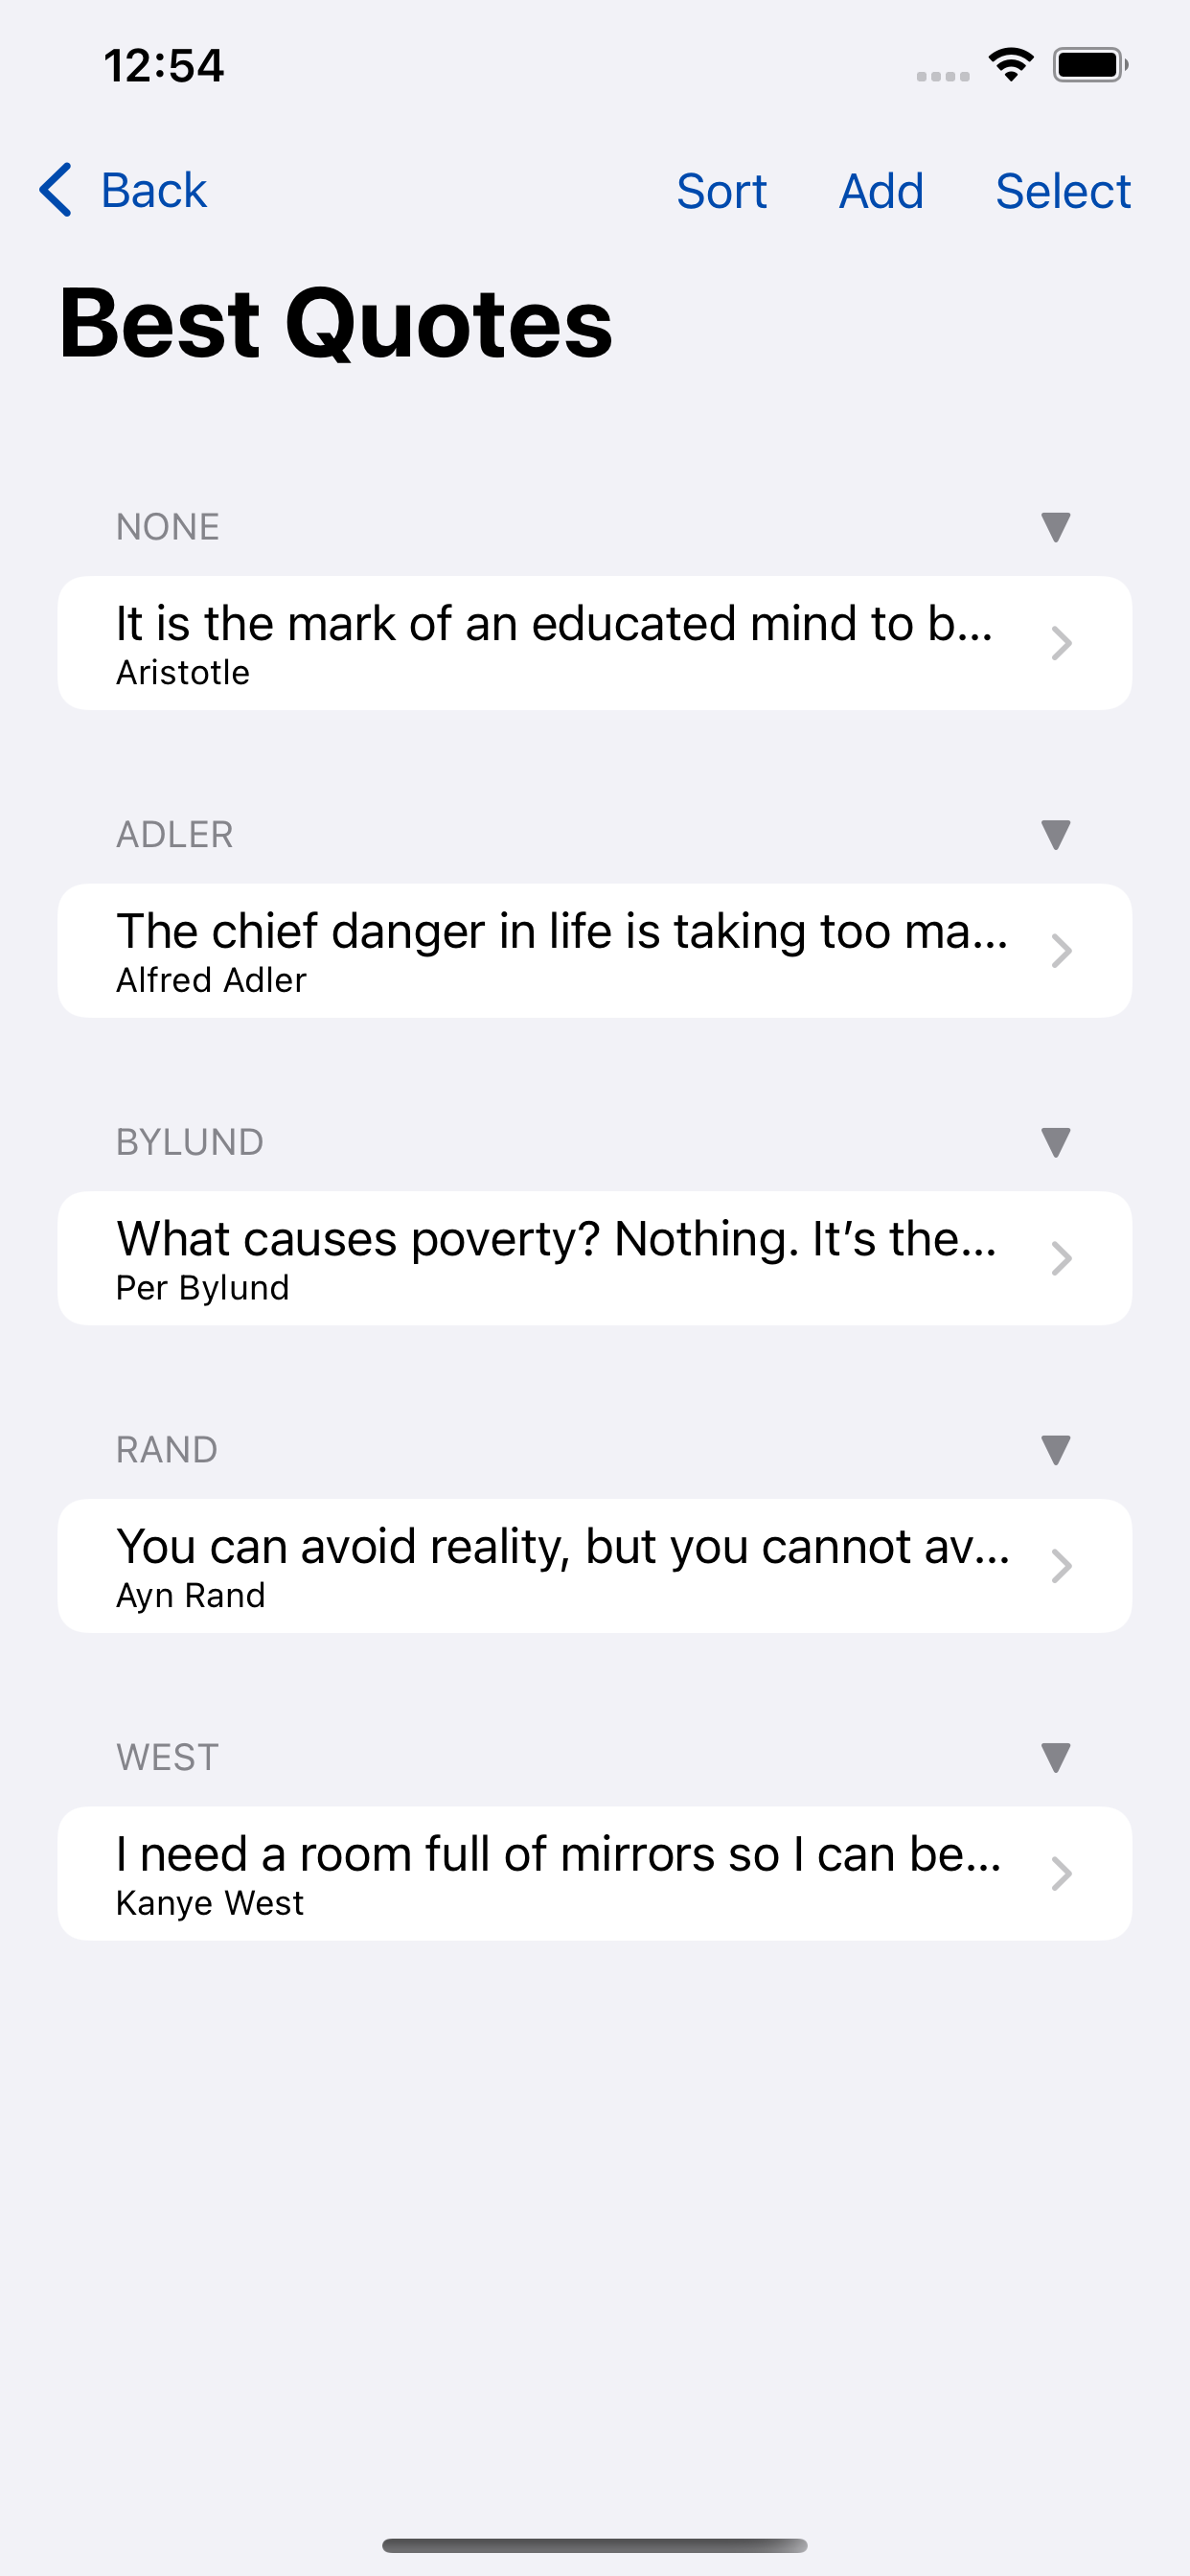 12:54
Back Sort Add Select
Best Quotes
NONE
It is the mark of an educated mind to b...
Aristotle
ADLER
The chief danger in life is taking too ma...
Alfred Adler
BYLUND
What causes poverty? Nothing. It’s the...
Per Bylund
RAND
You can avoid reality, but you cannot av...
Ayn Rand
WEST
I need a room full of mirrors so I can be...
Kanye West